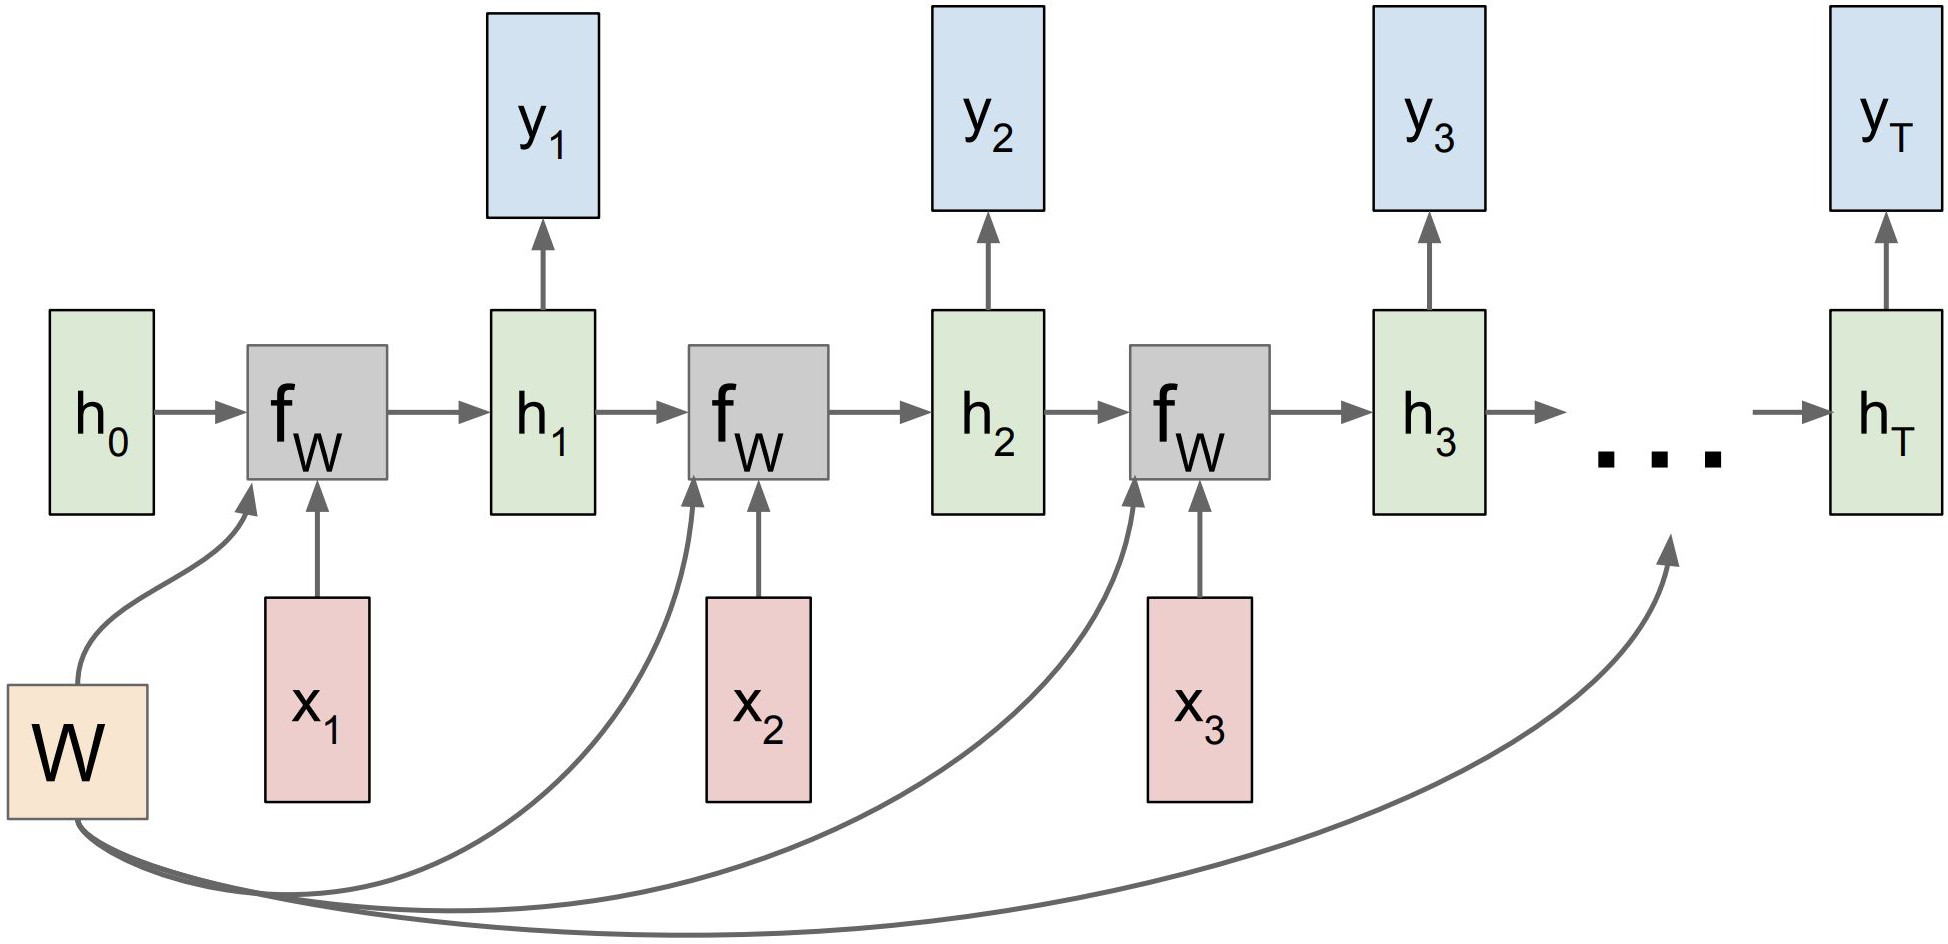 y1 y2 y3 yT
h0 fW h1 fW h2 fW h3 ... hT
x1 x2 x3
W